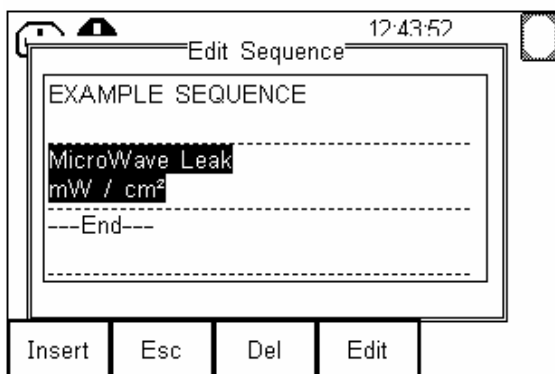 12:43:52
Edit Sequence
EXAMPLE SEQUENCE
MicroWave Leak
mW / cm²
---End---
Insert Esc Del Edit